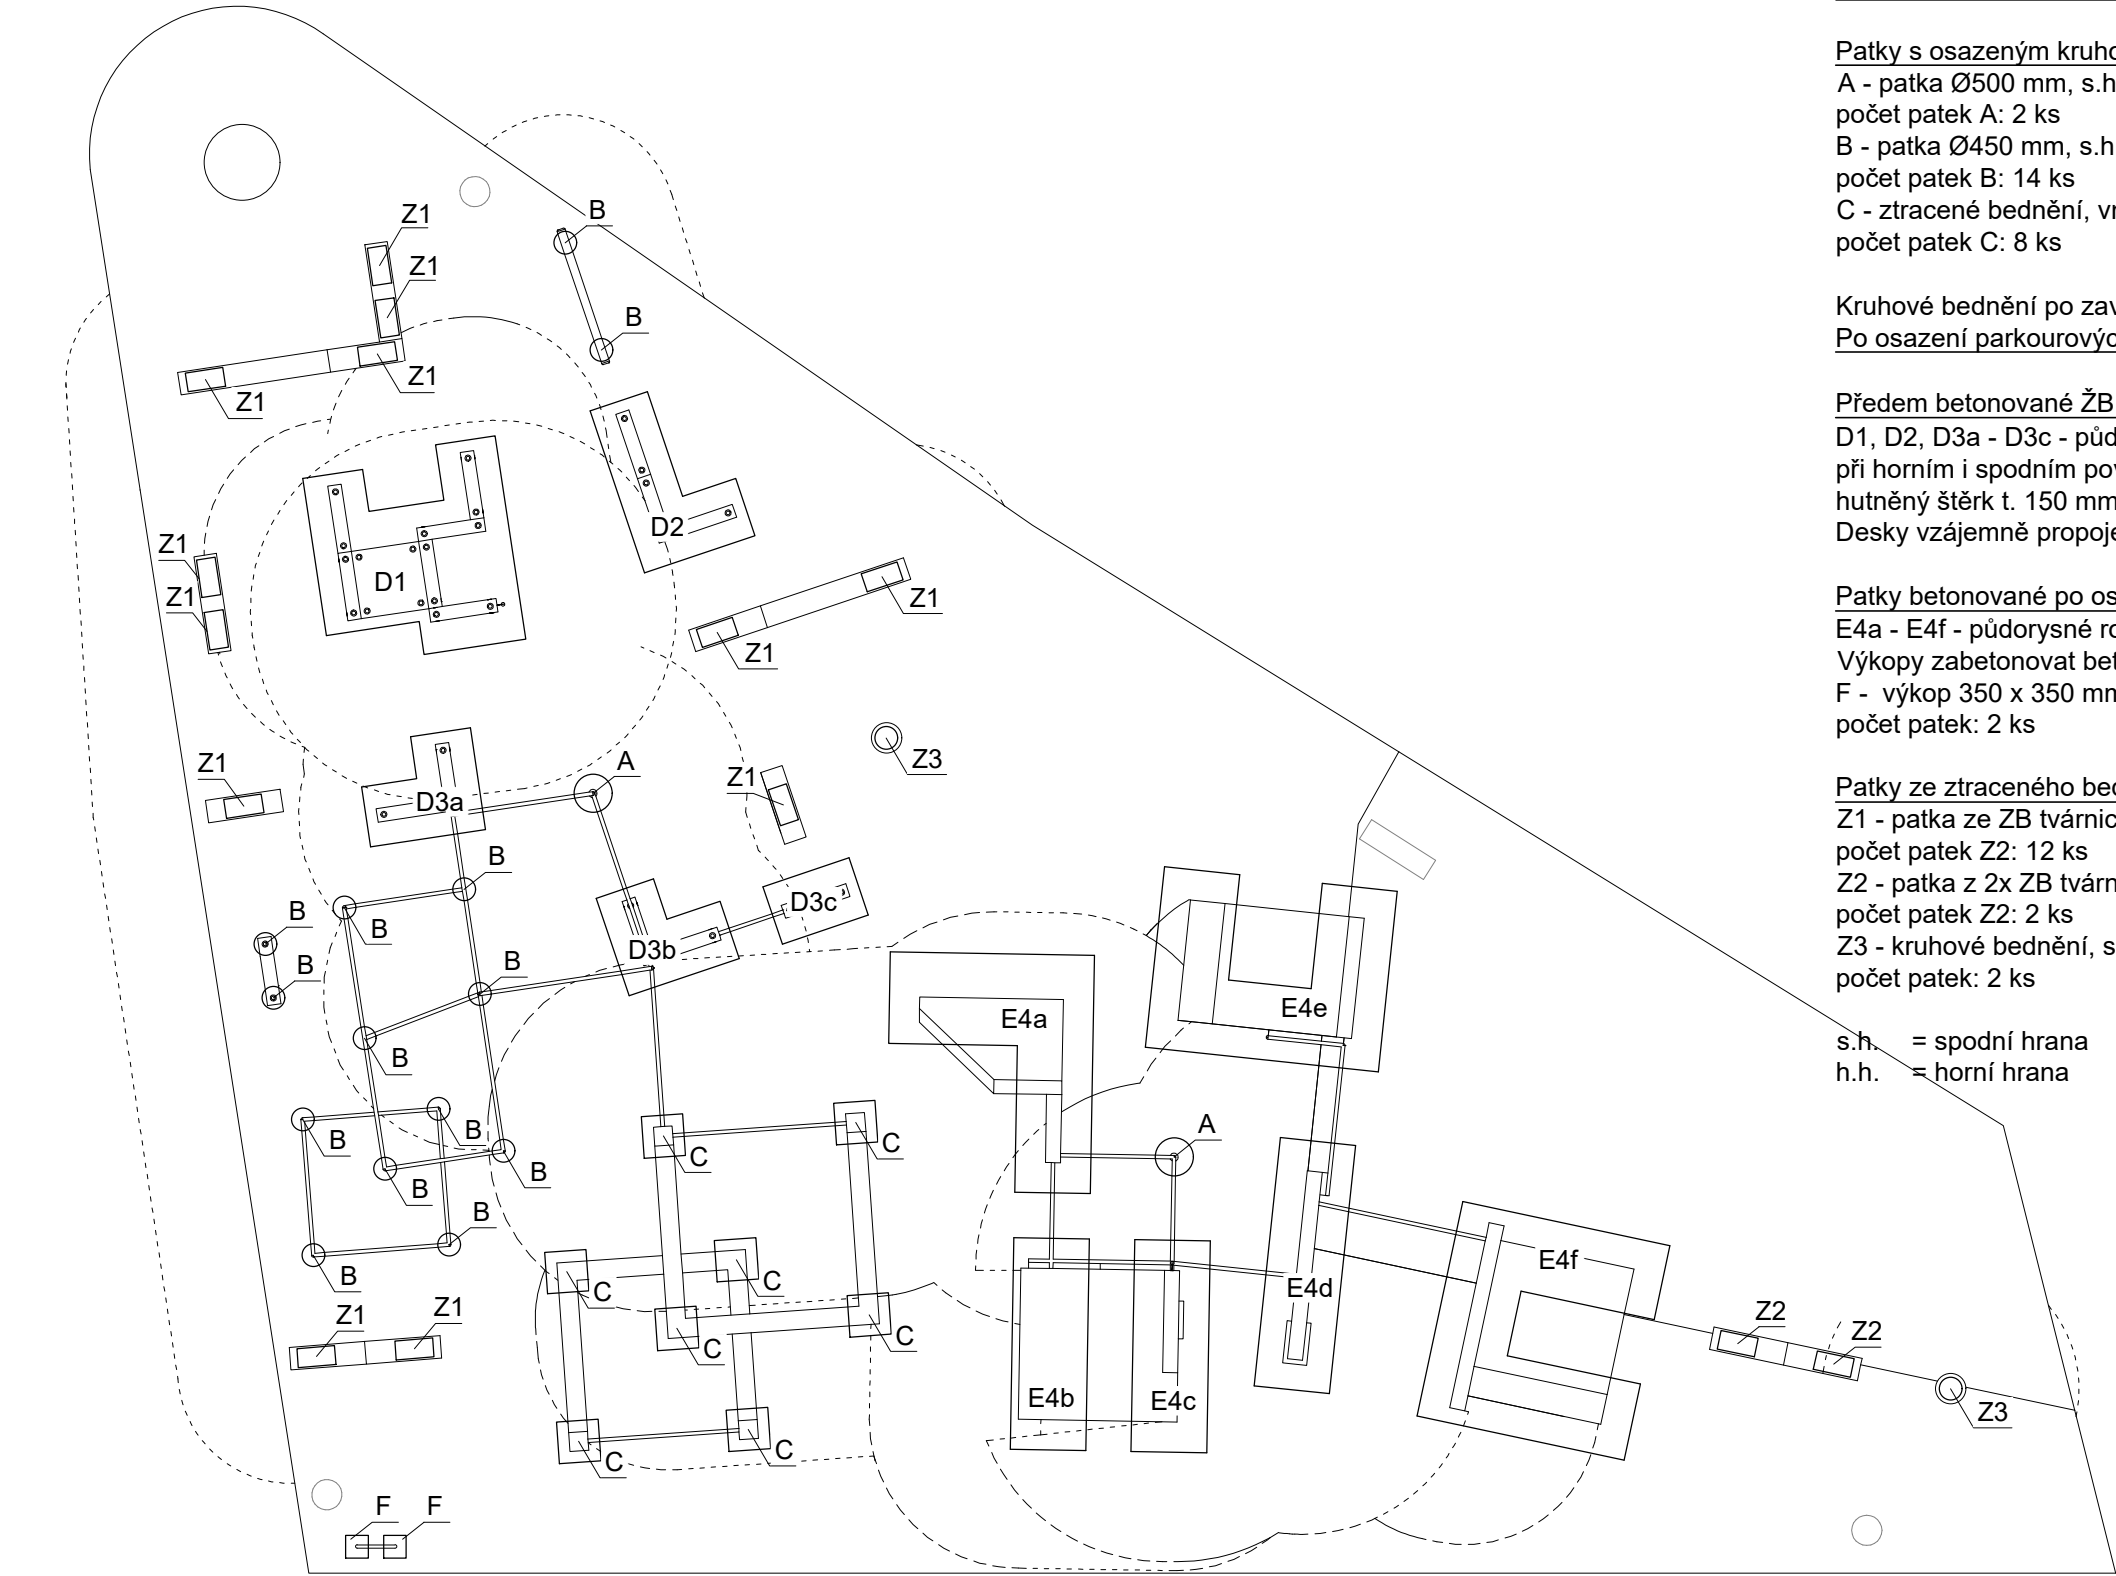 Patky s osazeným kruho
A - patka Ø500 mm, s.h
počet patek A: 2 ks
B - patka Ø450 mm, s.h
počet patek B: 14 ks
C - ztracené bednění, vn
počet patek C: 8 ks
Kruhové bednění po zav
Po osazení parkourovýc
Předem betonované ŽB
D1, D2, D3a - D3c - půd
při horním i spodním pov
hutněný štěrk t. 150 mm
Desky vzájemně propoje
Patky betonované po os
E4a - E4f - půdorysné ro
Výkopy zabetonovat bet
F - výkop 350 x 350 mm
počet patek: 2 ks
Patky ze ztraceného bed
Z1 - patka ze ZB tvárnic
počet patek Z2: 12 ks
Z2 - patka z 2x ZB tvárn
počet patek Z2: 2 ks
Z3 - kruhové bednění, s
počet patek: 2 ks
s.h. = spodní hrana
h.h. = horní hrana
B
Z1
Z1
B
Z1
Z1
D2
Z1
D1
Z1
Z1
Z1
Z3
A
Z1
Z1
D3a
B
D3c
B
B
D3b
B
B
E4e
E4a
B
A
B
B
C
C
B
B
B
E4f
C
B
E4d
C
Z1
Z1
Z2
Z2
C
C
E4b
E4c
Z3
C
C
F
F